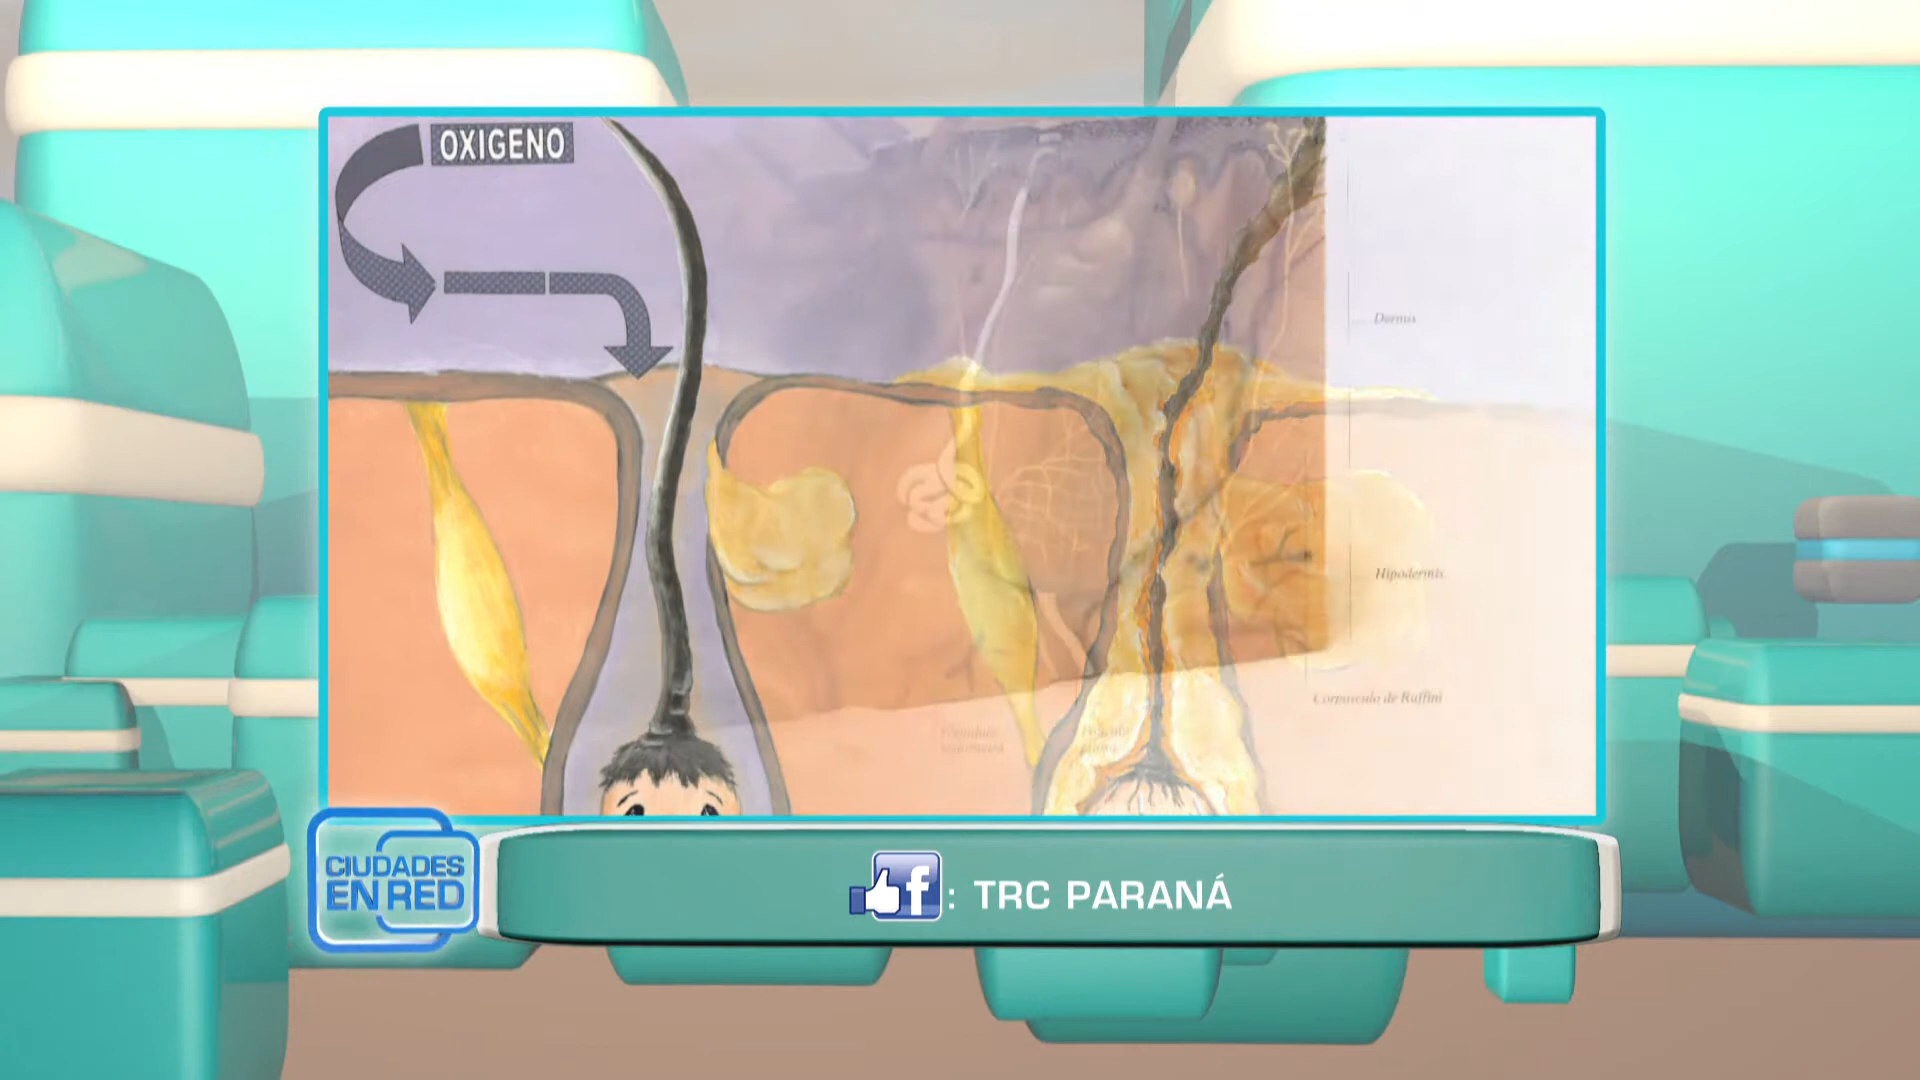 OXIGENO
Dermis
Hipodermis
Corpusculo de Ruffini
CIUDADES
EN RED
f: TRC PARANÁ